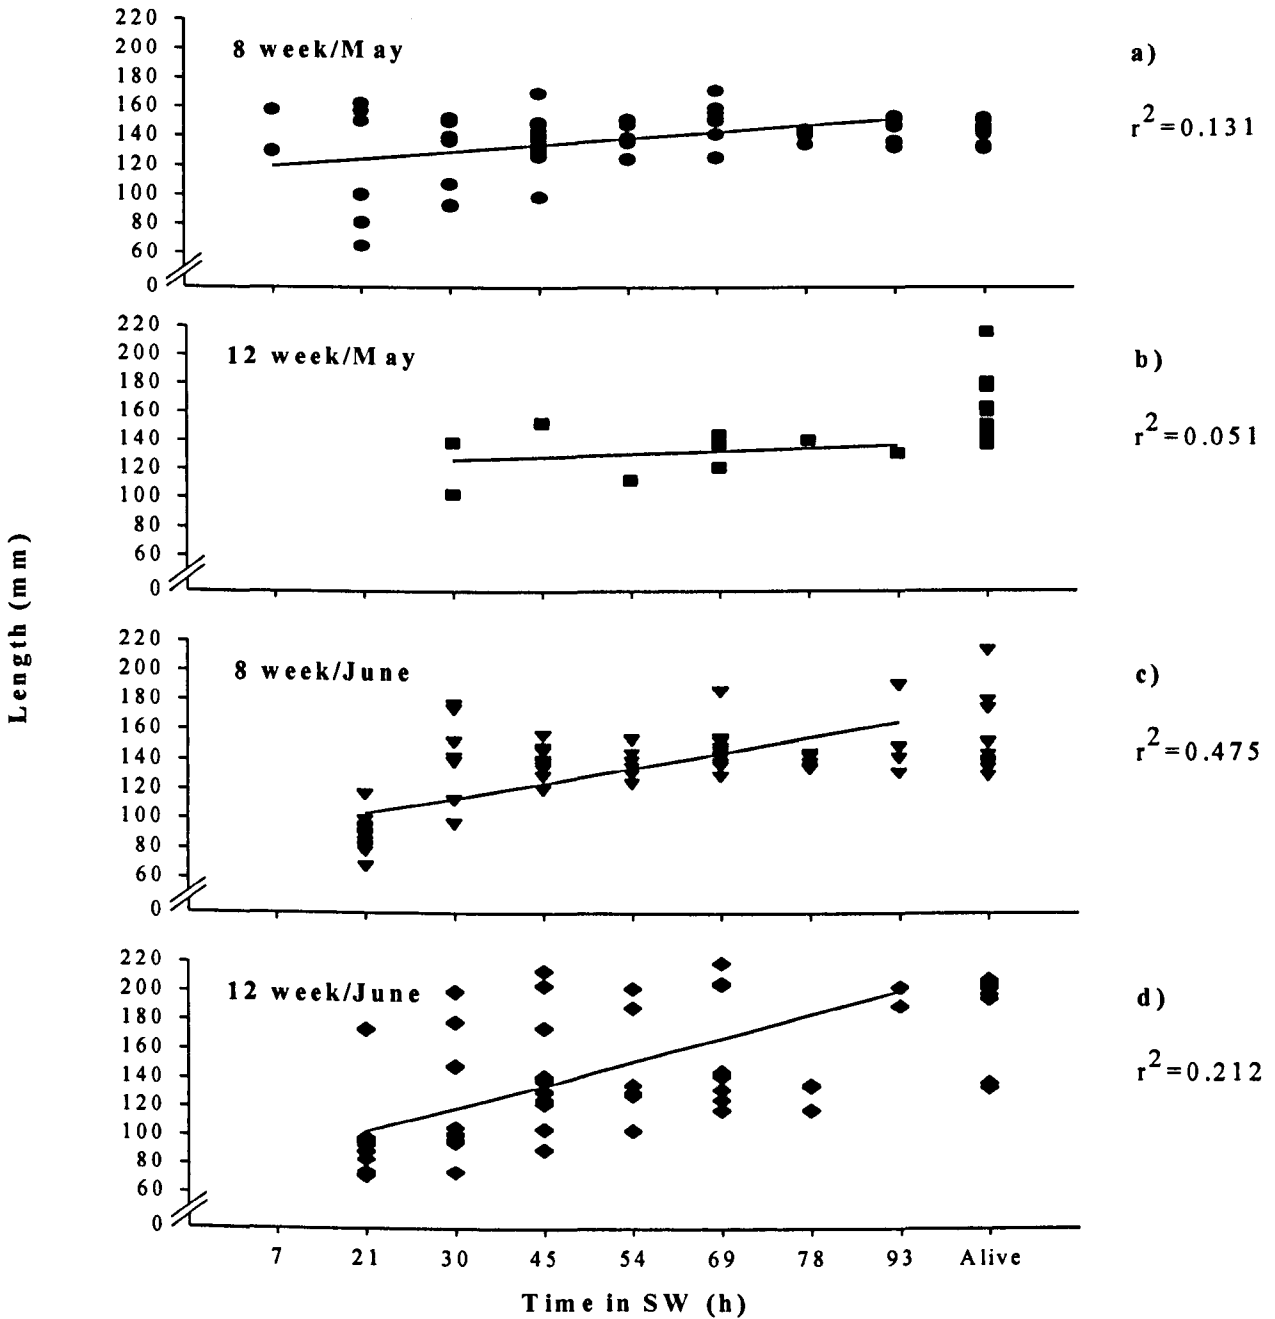 220
200
180
160
140
120
100
80
60
0
8 week/May
a)
r2=0.131
220
200
180
160
140
120
100
80
60
0
12 week/May
b)
r2=0.051
220
200
180
160
140
120
100
80
60
0
8 week/June
c)
r2=0.475
220
200
180
160
140
120
100
80
60
0
12 week/June
d)
r2=0.212
Length (mm)
7 21 30 45 54 69 78 93 Alive
Time in SW (h)